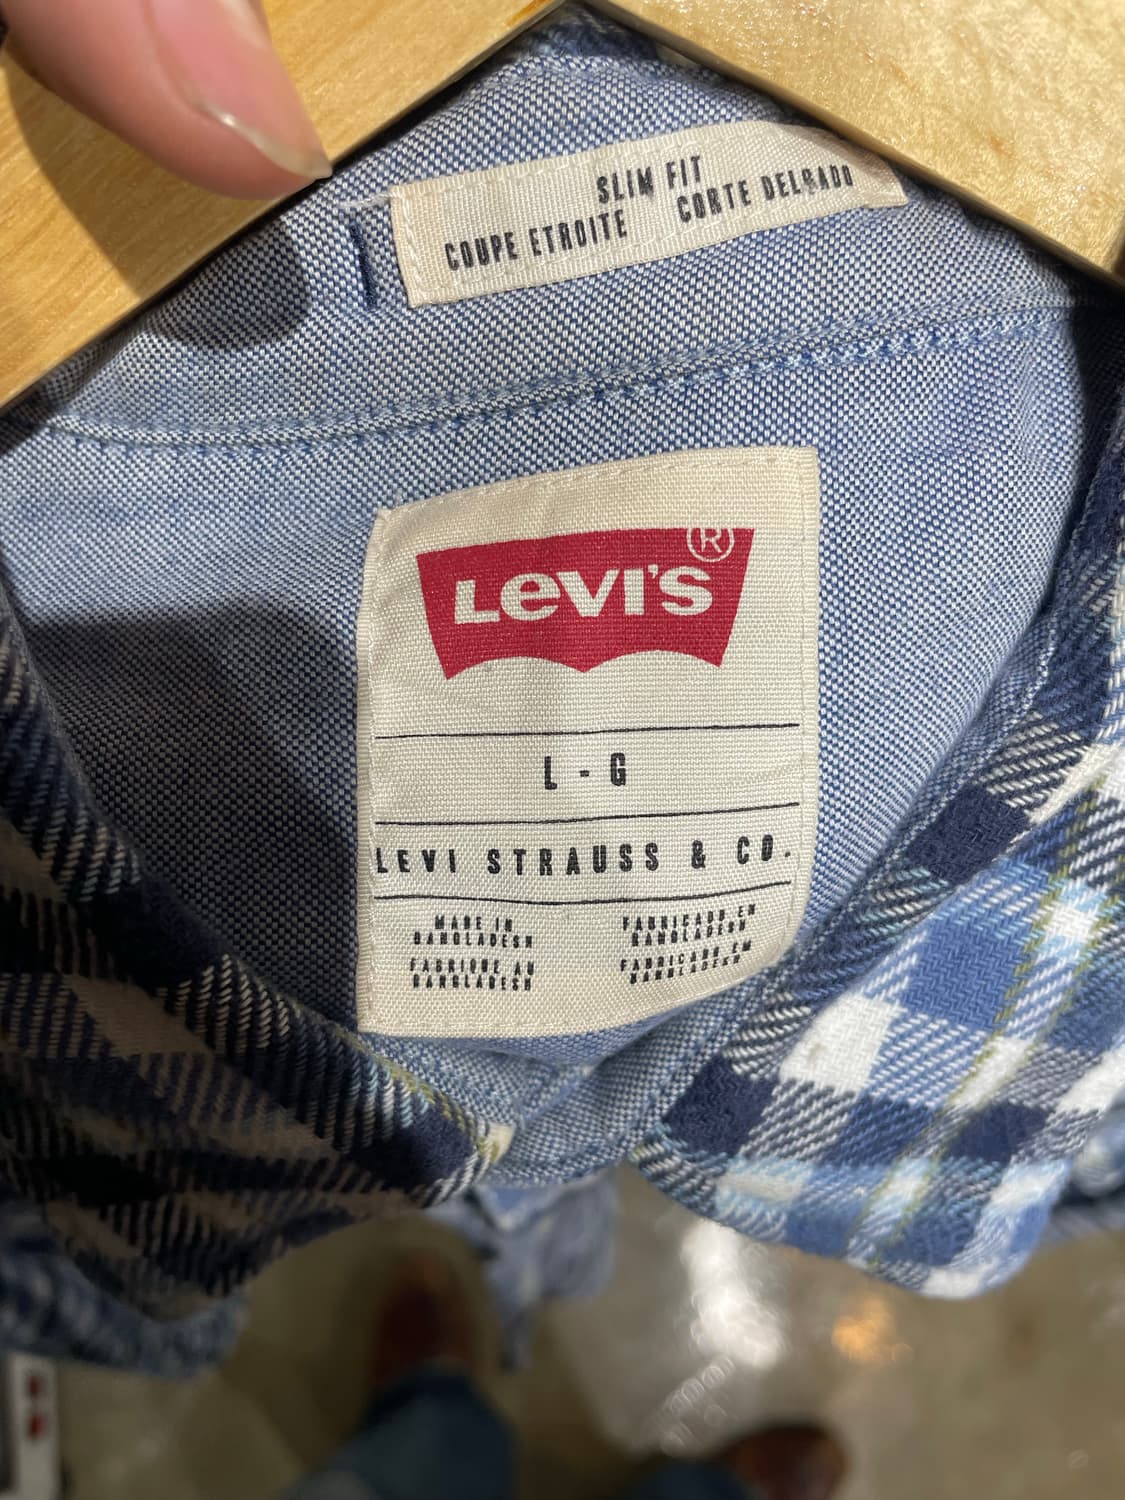 SLIM FIT
COUPE ETROITE CORTE DELGADO
LEVI'S®
L - G
LEVI STRAUSS & CO.
MADE IN
BANGLADESH
FABRIQUE AU
BANGLADESH
FABRICADO EN
BANGLADESH
FABRICADO EM
BANGLADESH